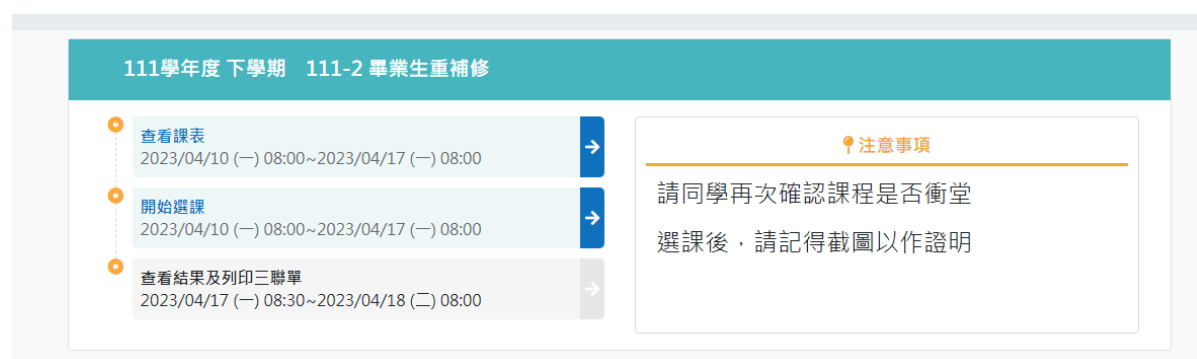 111學年度 下學期 111-2 畢業生重補修
查看課表
2023/04/10 (一) 08:00~2023/04/17 (一) 08:00
開始選課
2023/04/10 (一) 08:00~2023/04/17 (一) 08:00
查看結果及列印三聯單
2023/04/17 (一) 08:30~2023/04/18 (二) 08:00
注意事項
請同學再次確認課程是否衝堂
選課後，請記得截圖以作證明